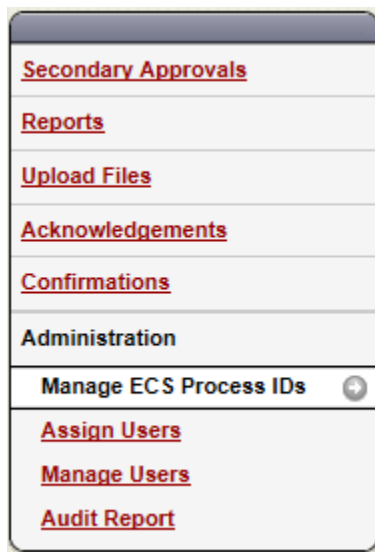 Secondary Approvals
Reports
Upload Files
Acknowledgements
Confirmations
Administration
Manage ECS Process IDs
Assign Users
Manage Users
Audit Report